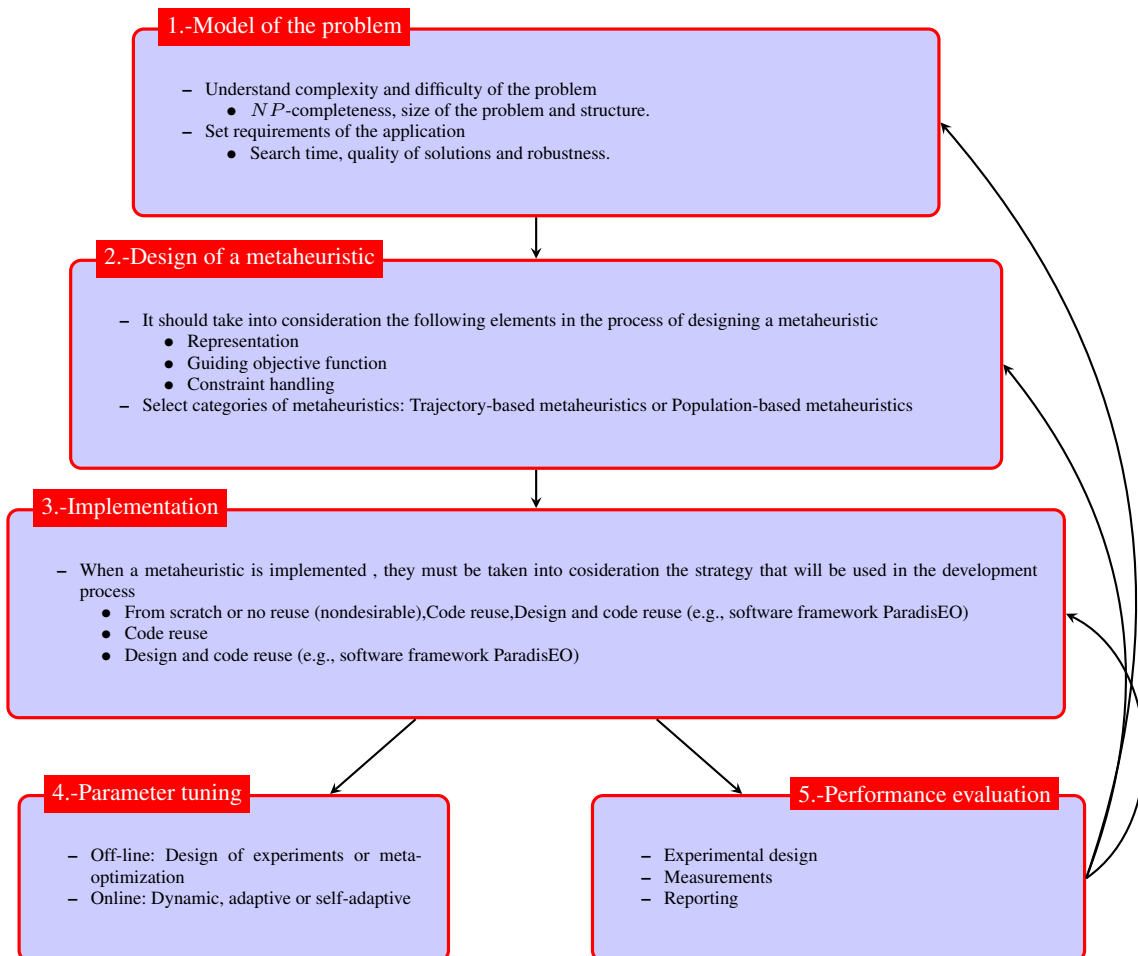 1.-Model of the problem
– Understand complexity and difficulty of the problem
● NP-completeness, size of the problem and structure.
– Set requirements of the application
● Search time, quality of solutions and robustness.
2.-Design of a metaheuristic
– It should take into consideration the following elements in the process of designing a metaheuristic
● Representation
● Guiding objective function
● Constraint handling
– Select categories of metaheuristics: Trajectory-based metaheuristics or Population-based metaheuristics
3.-Implementation
– When a metaheuristic is implemented , they must be taken into cosideration the strategy that will be used in the development
process
● From scratch or no reuse (nondesirable),Code reuse,Design and code reuse (e.g., software framework ParadisEO)
● Code reuse
● Design and code reuse (e.g., software framework ParadisEO)
4.-Parameter tuning
– Off-line: Design of experiments or meta-
optimization
– Online: Dynamic, adaptive or self-adaptive
5.-Performance evaluation
– Experimental design
– Measurements
– Reporting